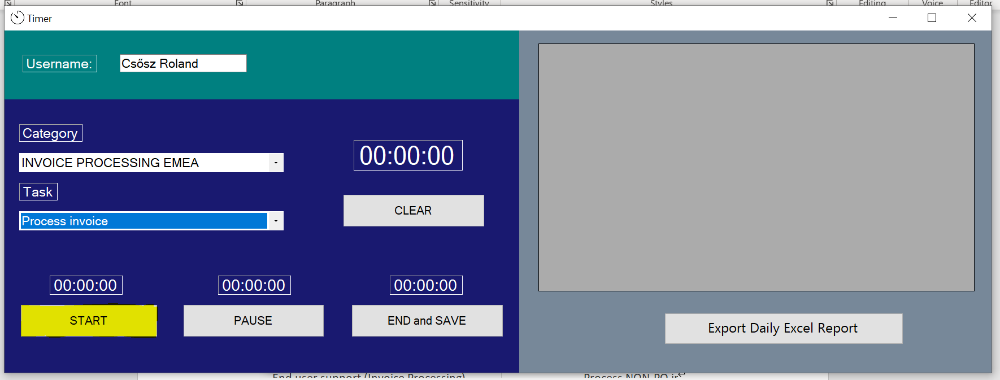 Font Paragraph Sensitivity Styles Editing Voice Editor
Timer
Username: Csősz Roland
Category
INVOICE PROCESSING EMEA
00:00:00
Task
CLEAR
Process invoice
00:00:00 00:00:00 00:00:00
START PAUSE END and SAVE
Export Daily Excel Report
End user support (Invoice Processing) Process NON-PO